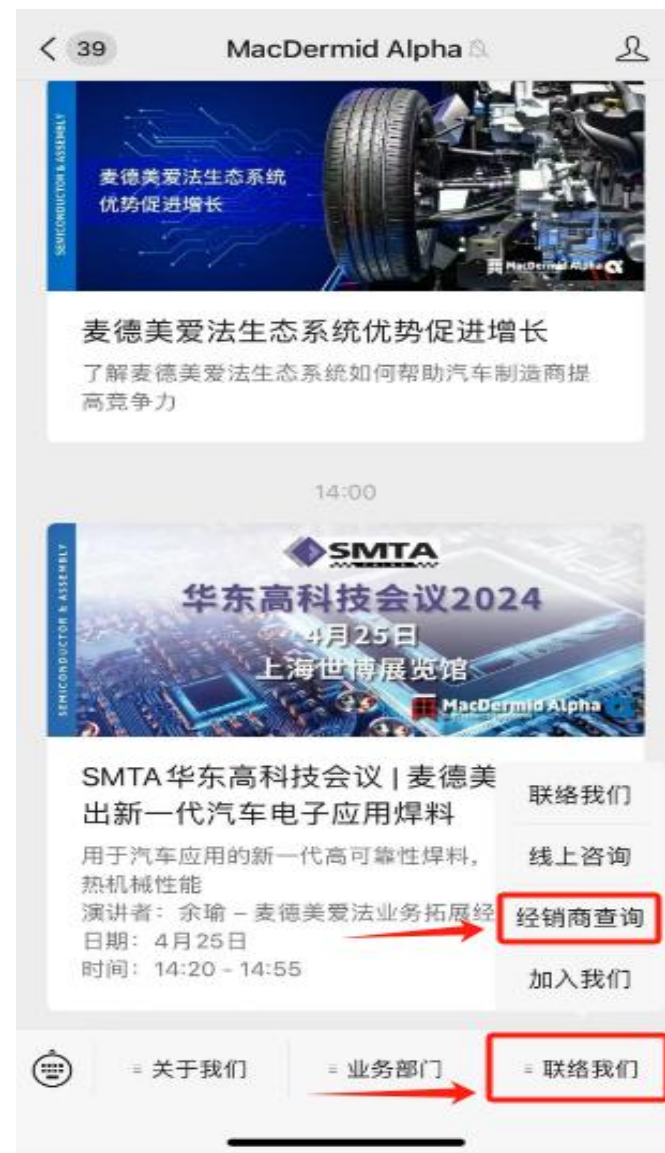 39
MacDermid Alpha
SEMICONDUCTOR & ASSEMBLY
麦德美爱法生态系统
优势促进增长
MacDermid Alpha
麦德美爱法生态系统优势促进增长
了解麦德美爱法生态系统如何帮助汽车制造商提
高竞争力
14:00
SEMICONDUCTOR & ASSEMBLY
SMTA
华东高科技会议2024
4月25日
上海世博展览馆
MacDermid Alpha
SMTA 华东高科技会议 | 麦德美
出新一代汽车电子应用焊料
用于汽车应用的新一代高可靠性焊料,
热机械性能
演讲者: 余瑜 – 麦德美爱法业务拓展经
日期: 4月25日
时间: 14:20 - 14:55
联络我们
线上咨询
经销商查询
加入我们
关于我们
业务部门
联络我们